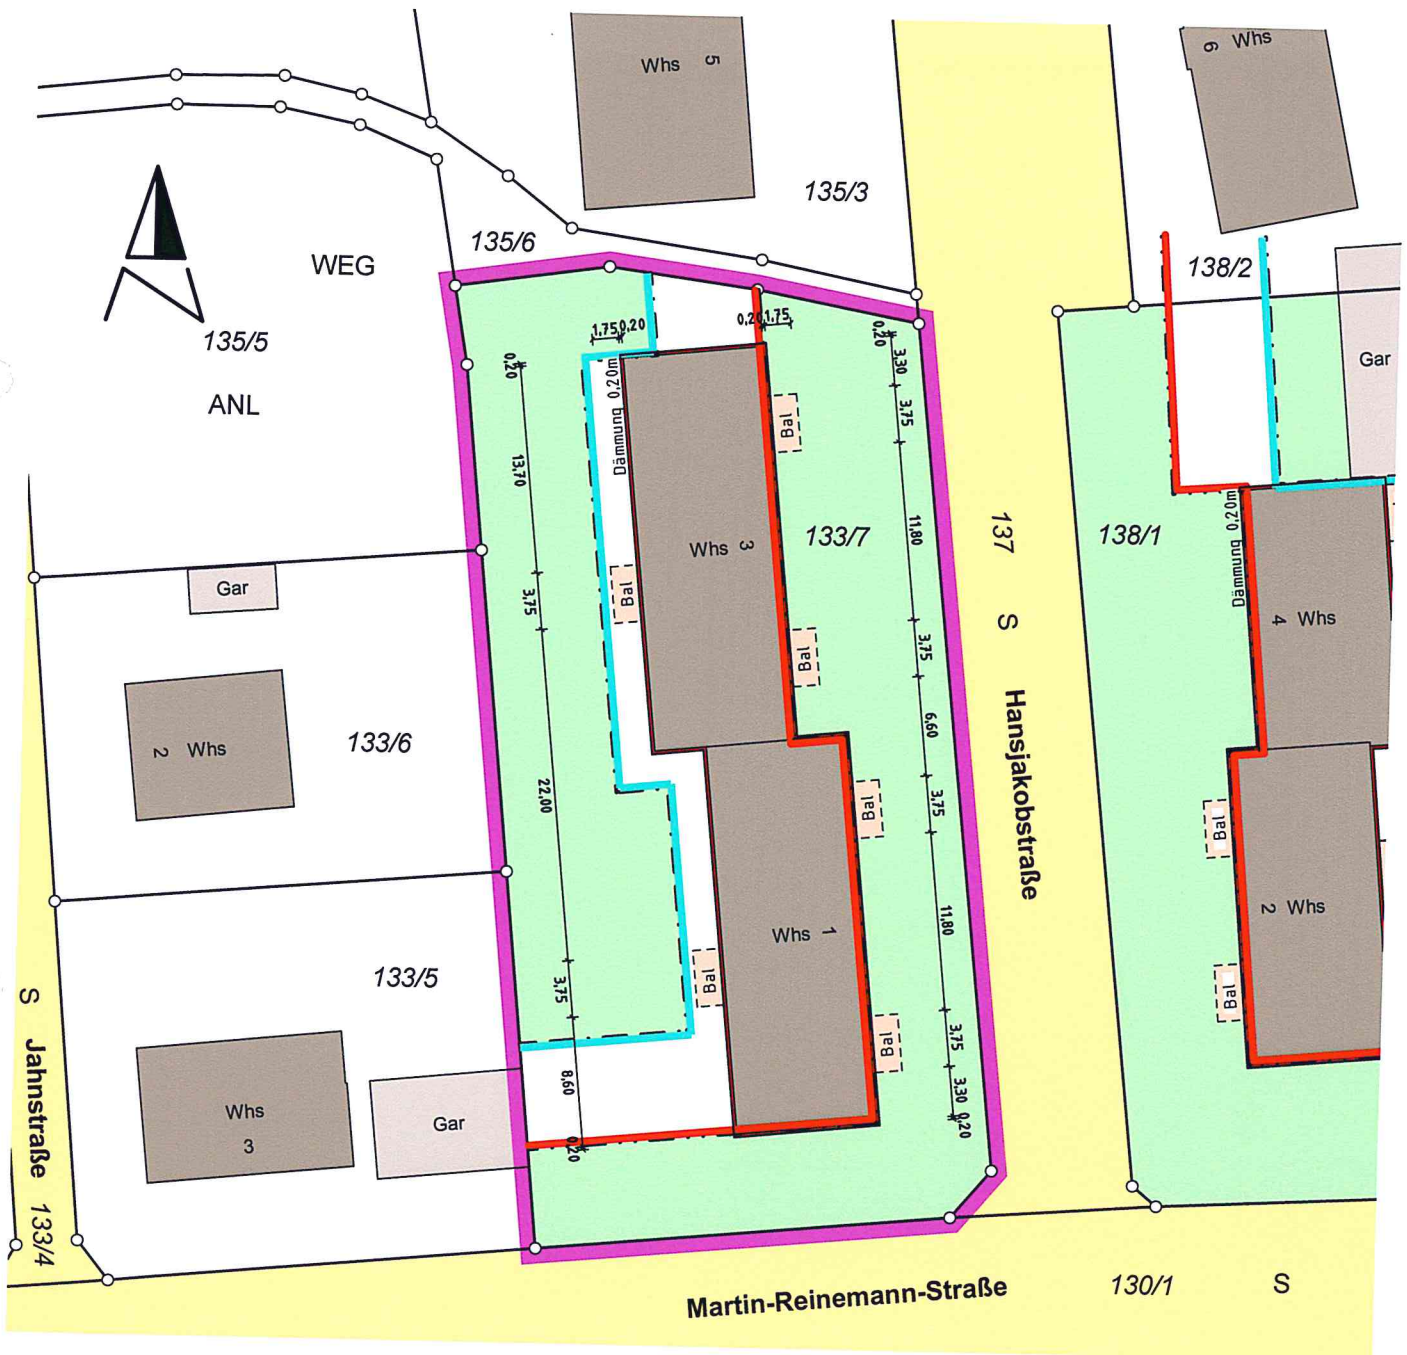 Whs 5
6 Whs
135/3
135/6
138/2
WEG
135/5
ANL
Gar
1,75 0,20
0,20 1,75
0,20
3,30
3,75
11,80
3,75
6,60
3,75
11,80
3,75
3,30
0,20
0,20
13,70
3,75
22,00
3,75
8,60
0,20
Dämmung 0,20m
Bal
Bal
Bal
Bal
Bal
Bal
Whs 3
133/7
Whs 1
137
S
Hansjakobstraße
138/1
Dämmung 0,20m
4 Whs
2 Whs
Bal
Bal
Gar
2 Whs
133/6
133/5
Whs
3
Gar
S
Jahnstraße
133/4
Martin-Reinemann-Straße
130/1
S